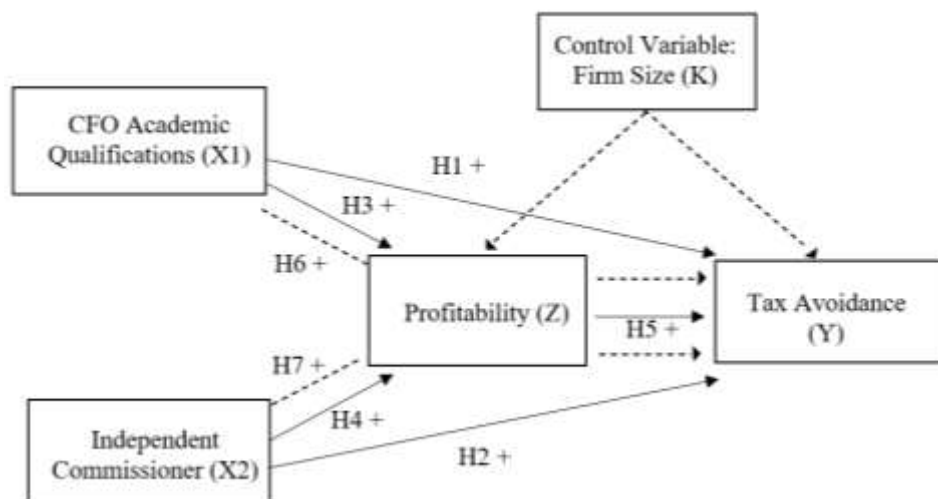 Control Variable:
Firm Size (K)
CFO Academic
Qualifications (X1)
H1 +
H3 +
H6 +
Profitability (Z)
H5 +
Tax Avoidance
(Y)
H7 +
H4 +
Independent
Commissioner (X2)
H2 +